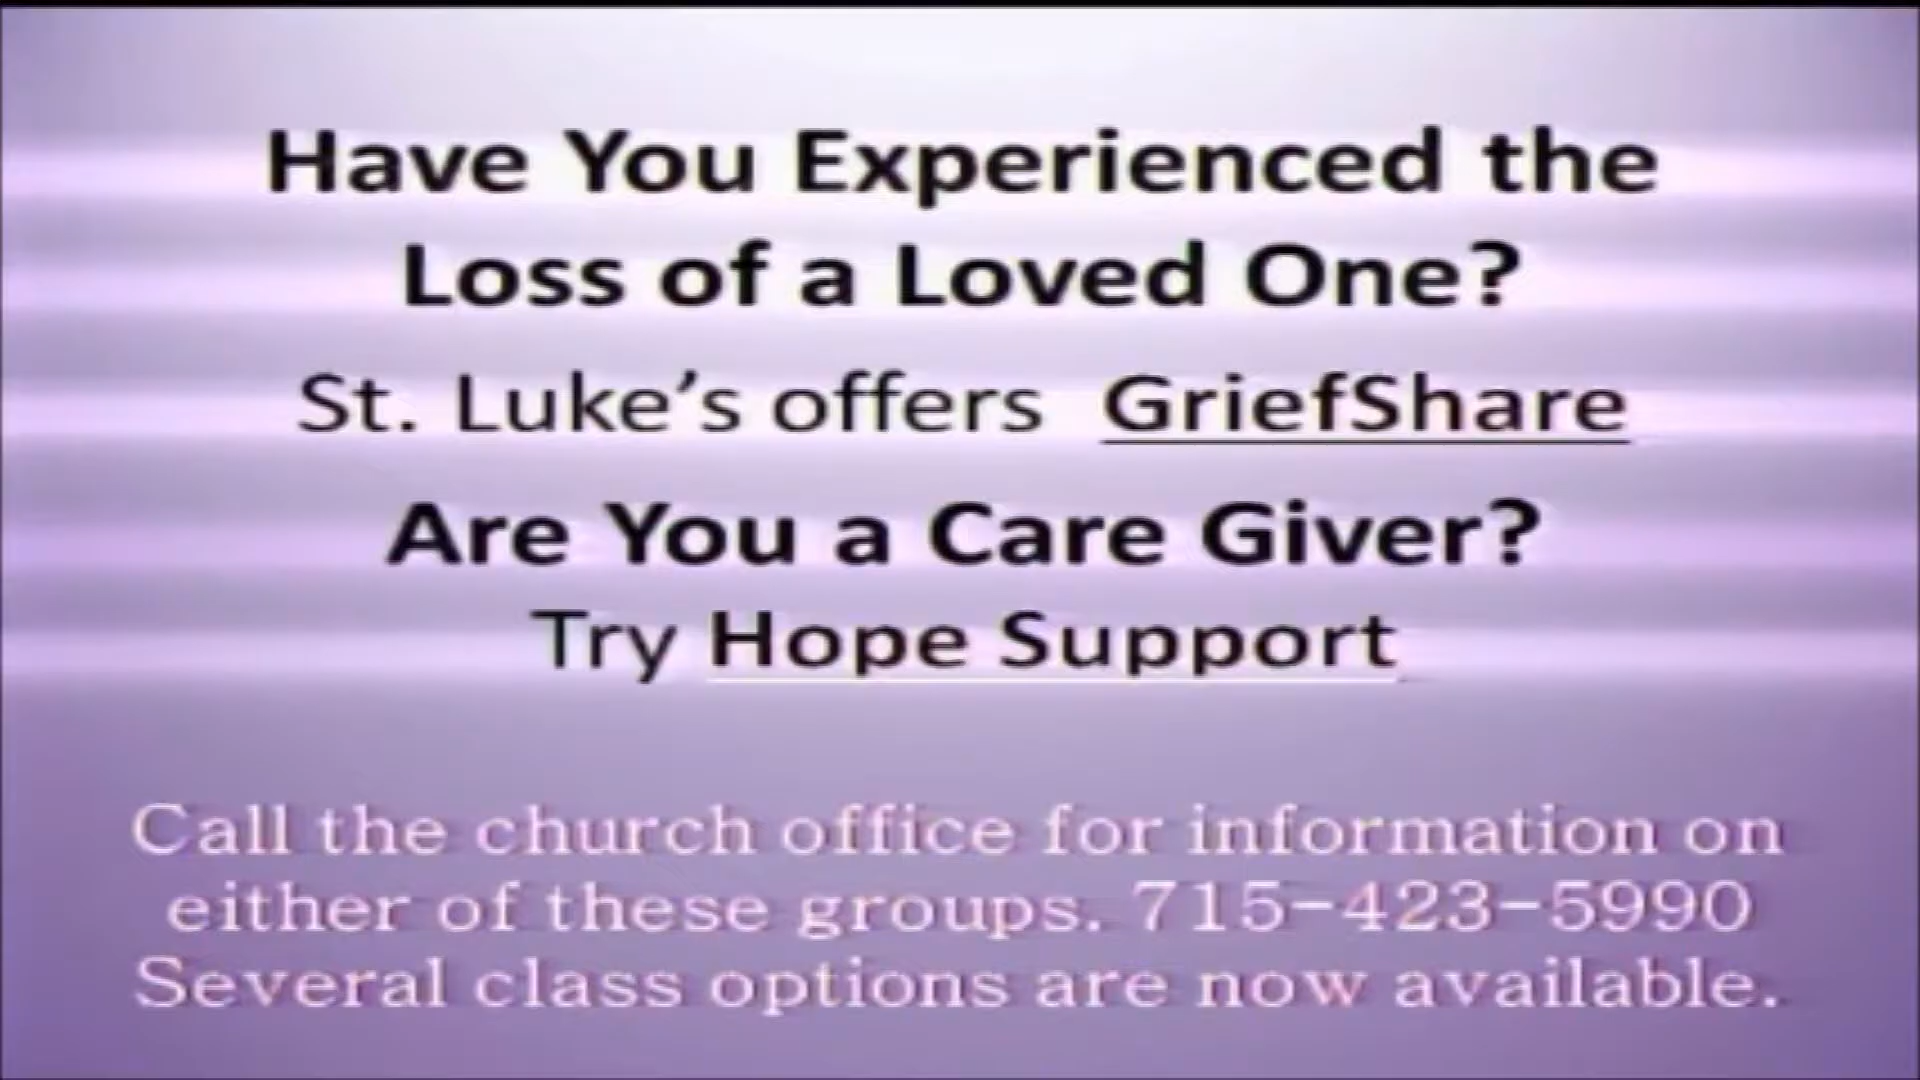 Have You Experienced the
Loss of a Loved One?
St. Luke’s offers GriefShare
Are You a Care Giver?
Try Hope Support
Call the church office for information on
either of these groups. 715-423-5990
Several class options are now available.